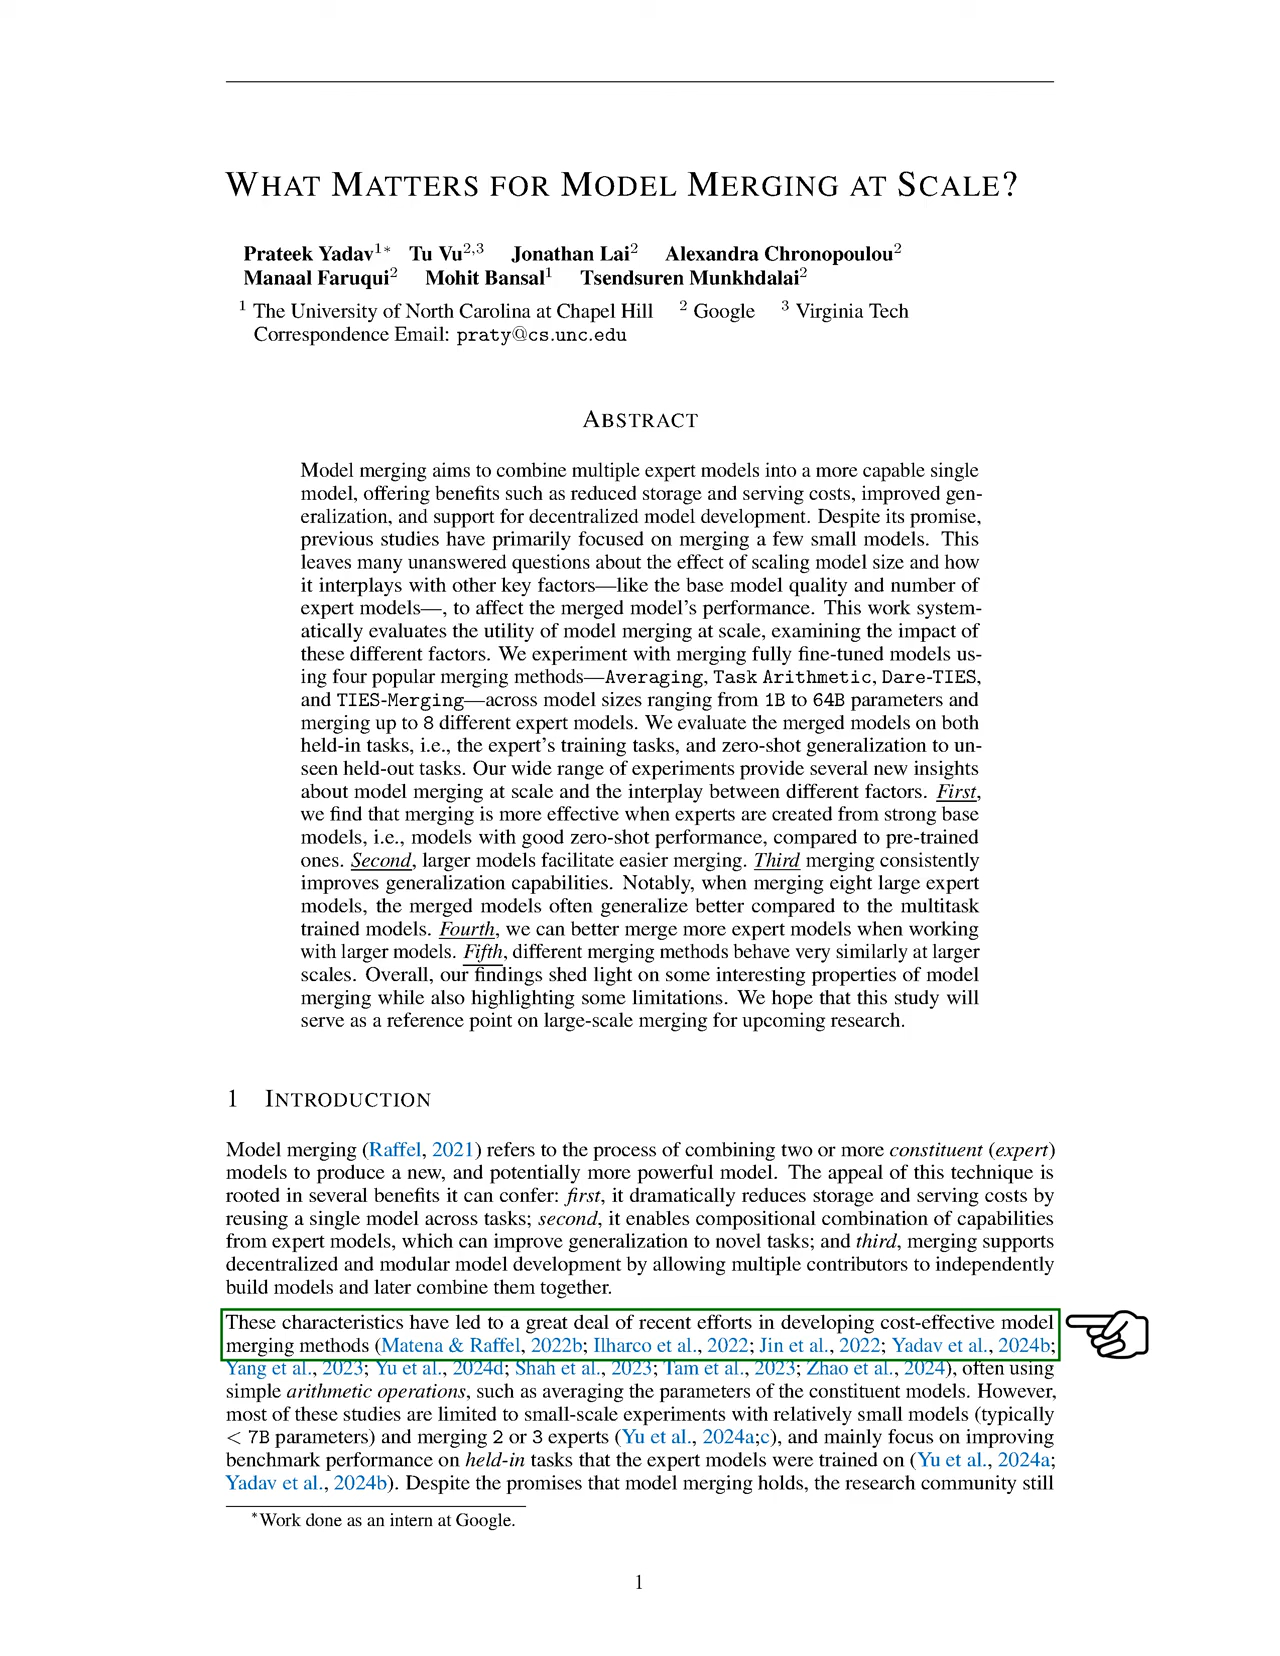 WHAT MATTERS FOR MODEL MERGING AT SCALE?
Prateek Yadav1∗ Tu Vu2,3 Jonathan Lai2 Alexandra Chronopoulou2
Manaal Faruqui2 Mohit Bansal1 Tsendsuren Munkhdalai2
1 The University of North Carolina at Chapel Hill 2 Google 3 Virginia Tech
Correspondence Email: praty@cs.unc.edu
ABSTRACT
Model merging aims to combine multiple expert models into a more capable single
model, offering benefits such as reduced storage and serving costs, improved gen-
eralization, and support for decentralized model development. Despite its promise,
previous studies have primarily focused on merging a few small models. This
leaves many unanswered questions about the effect of scaling model size and how
it interplays with other key factors—like the base model quality and number of
expert models—, to affect the merged model’s performance. This work system-
atically evaluates the utility of model merging at scale, examining the impact of
these different factors. We experiment with merging fully fine-tuned models us-
ing four popular merging methods—Averaging, Task Arithmetic, Dare-TIES,
and TIES-Merging—across model sizes ranging from 1B to 64B parameters and
merging up to 8 different expert models. We evaluate the merged models on both
held-in tasks, i.e., the expert’s training tasks, and zero-shot generalization to un-
seen held-out tasks. Our wide range of experiments provide several new insights
about model merging at scale and the interplay between different factors. First,
we find that merging is more effective when experts are created from strong base
models, i.e., models with good zero-shot performance, compared to pre-trained
ones. Second, larger models facilitate easier merging. Third merging consistently
improves generalization capabilities. Notably, when merging eight large expert
models, the merged models often generalize better compared to the multitask
trained models. Fourth, we can better merge more expert models when working
with larger models. Fifth, different merging methods behave very similarly at larger
scales. Overall, our findings shed light on some interesting properties of model
merging while also highlighting some limitations. We hope that this study will
serve as a reference point on large-scale merging for upcoming research.
1 INTRODUCTION
Model merging (Raffel, 2021) refers to the process of combining two or more constituent (expert)
models to produce a new, and potentially more powerful model. The appeal of this technique is
rooted in several benefits it can confer: first, it dramatically reduces storage and serving costs by
reusing a single model across tasks; second, it enables compositional combination of capabilities
from expert models, which can improve generalization to novel tasks; and third, merging supports
decentralized and modular model development by allowing multiple contributors to independently
build models and later combine them together.
These characteristics have led to a great deal of recent efforts in developing cost-effective model
merging methods (Matena & Raffel, 2022b; Ilharco et al., 2022; Jin et al., 2022; Yadav et al., 2024b;
Yang et al., 2023; Yu et al., 2024d; Shah et al., 2023; Tam et al., 2023; Zhao et al., 2024), often using
simple arithmetic operations, such as averaging the parameters of the constituent models. However,
most of these studies are limited to small-scale experiments with relatively small models (typically
< 7B parameters) and merging 2 or 3 experts (Yu et al., 2024a;c), and mainly focus on improving
benchmark performance on held-in tasks that the expert models were trained on (Yu et al., 2024a;
Yadav et al., 2024b). Despite the promises that model merging holds, the research community still
∗Work done as an intern at Google.
1